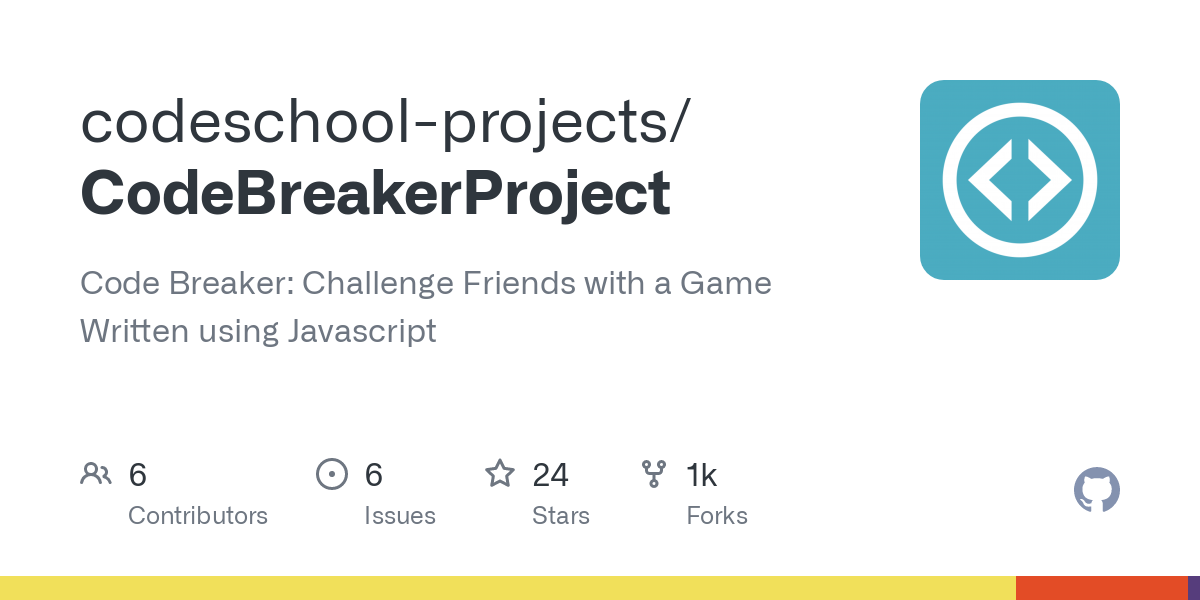 codeschool-projects/
CodeBreakerProject
Code Breaker: Challenge Friends with a Game
Written using Javascript
6 6 24 1k
Contributors Issues Stars Forks